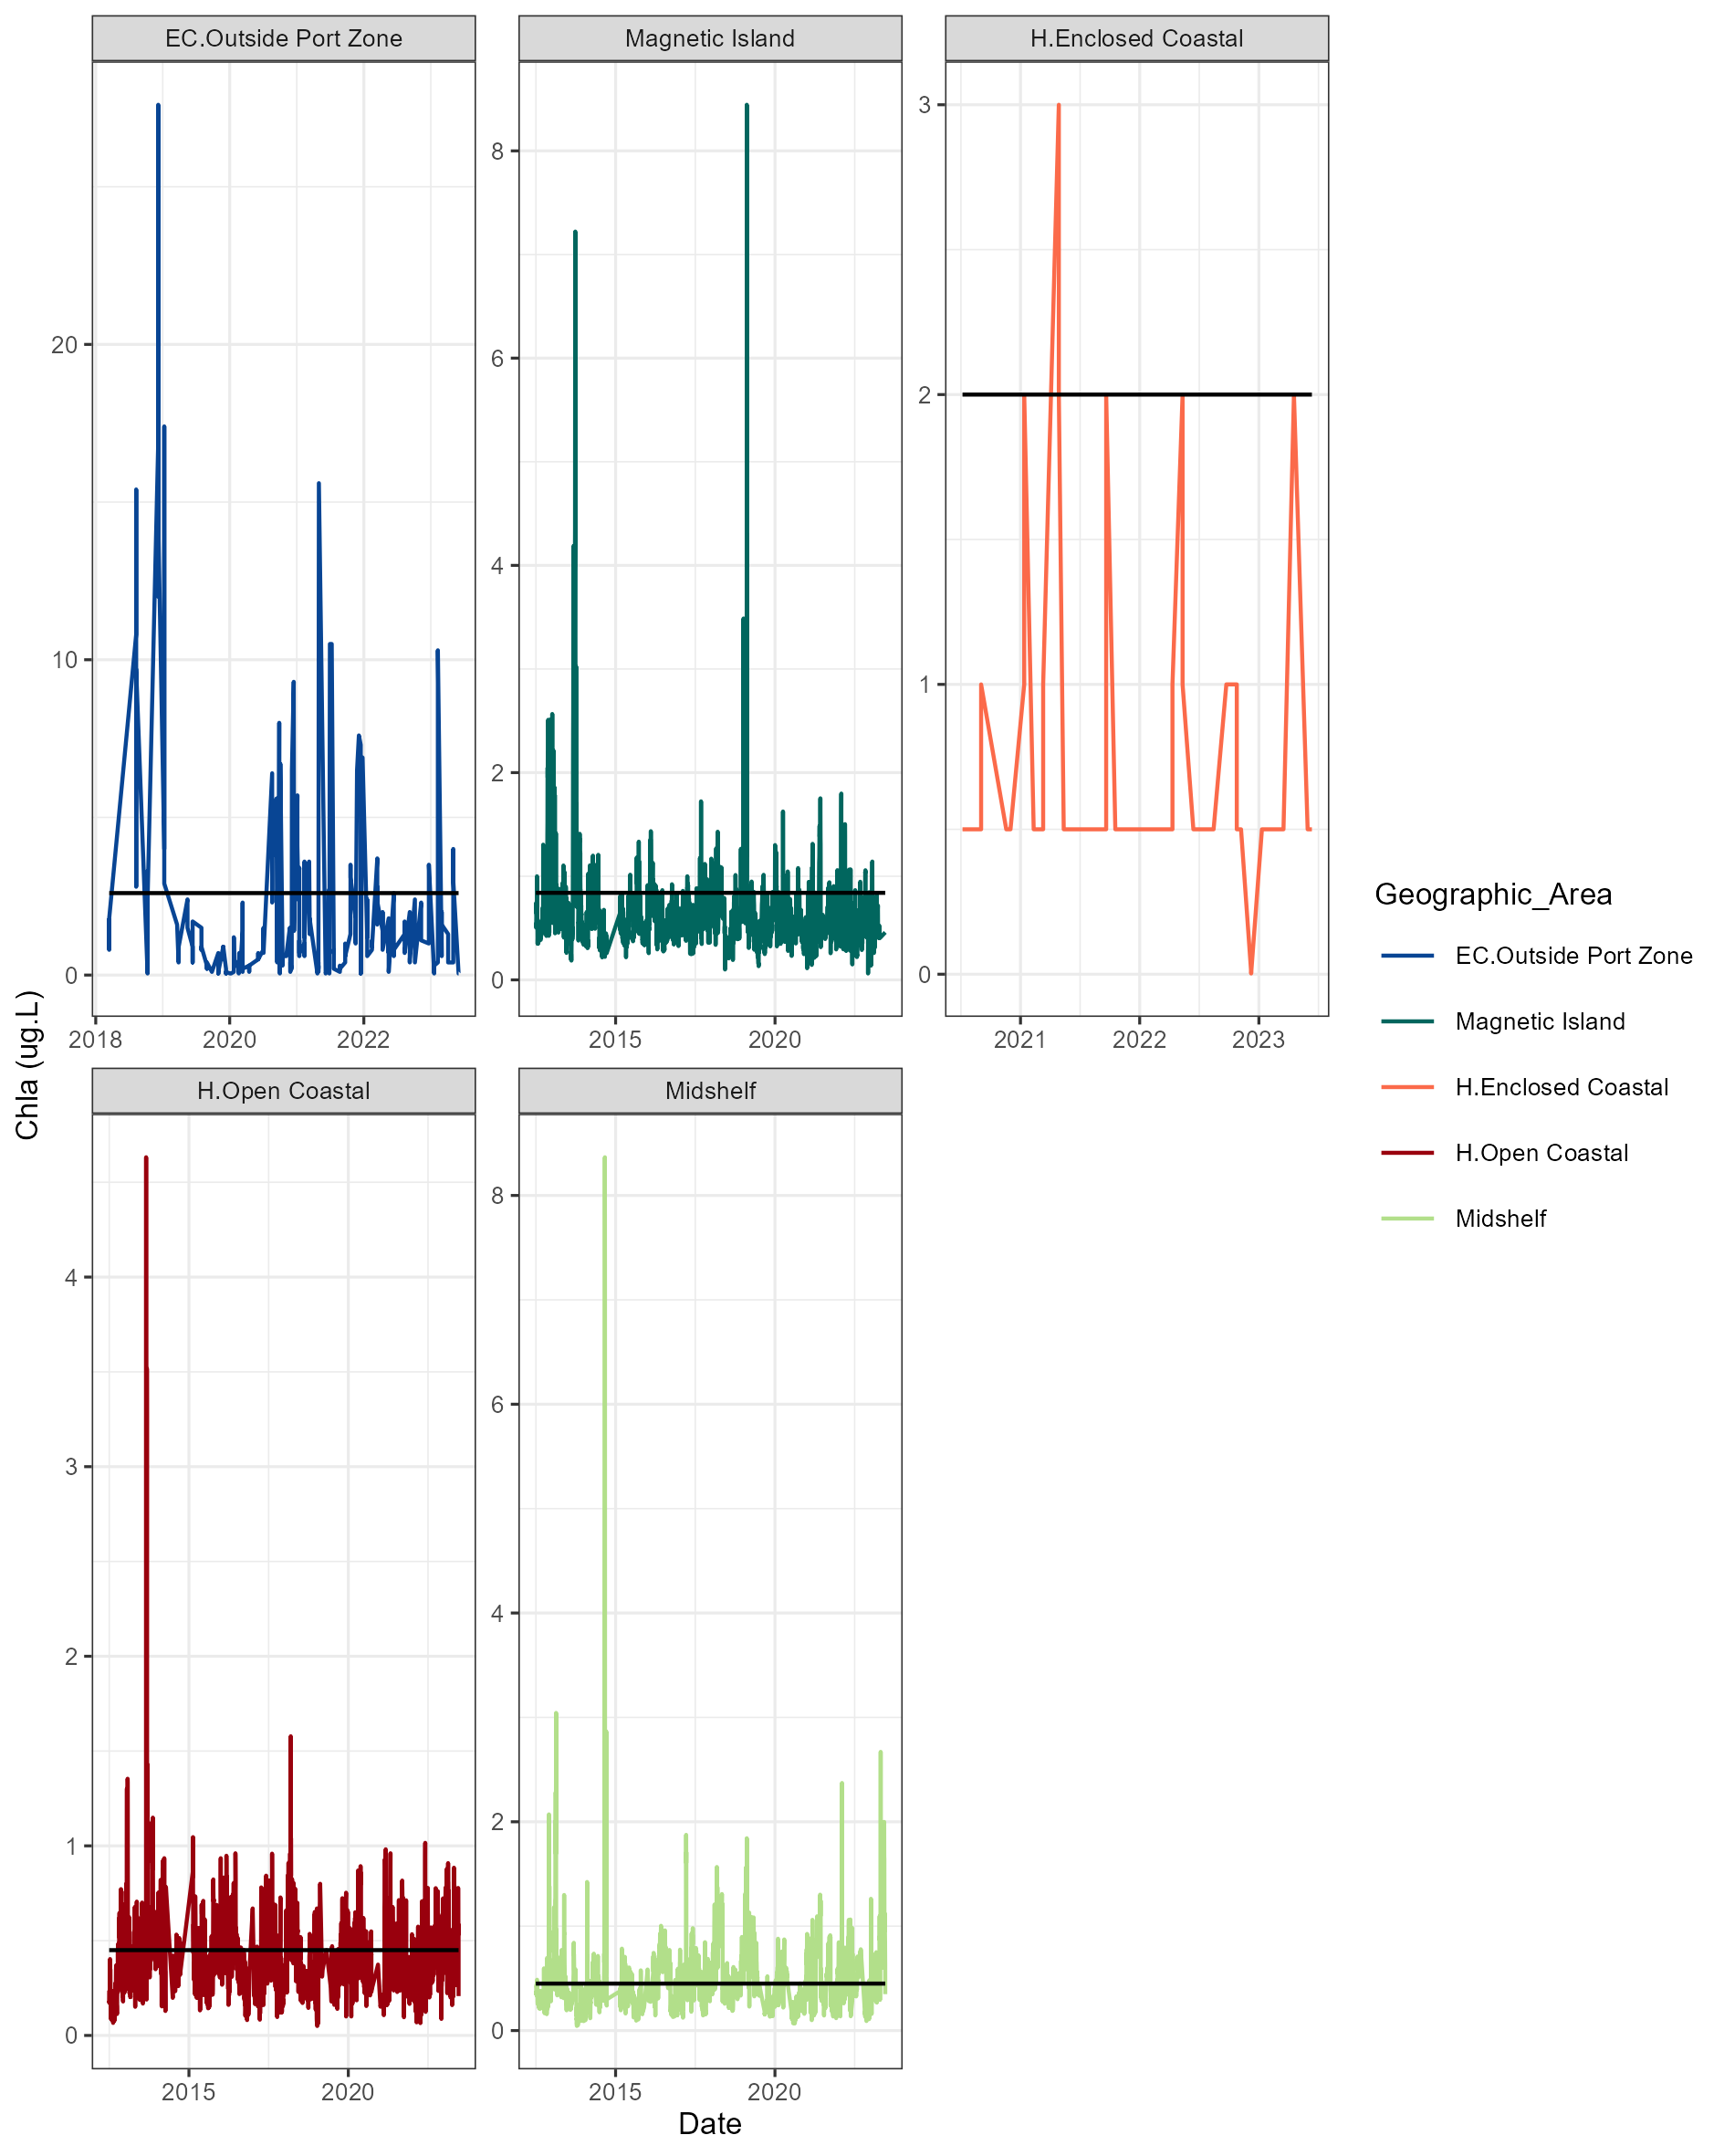 EC.Outside Port Zone
Magnetic Island
H.Enclosed Coastal
20
10
0
2018
2020
2022
8
6
4
2
0
2015
2020
3
2
1
0
2021
2022
2023
Chla (ug.L)
H.Open Coastal
Midshelf
4
3
2
1
0
2015
2020
8
6
4
2
0
2015
2020
Date
Geographic_Area
EC.Outside Port Zone
Magnetic Island
H.Enclosed Coastal
H.Open Coastal
Midshelf